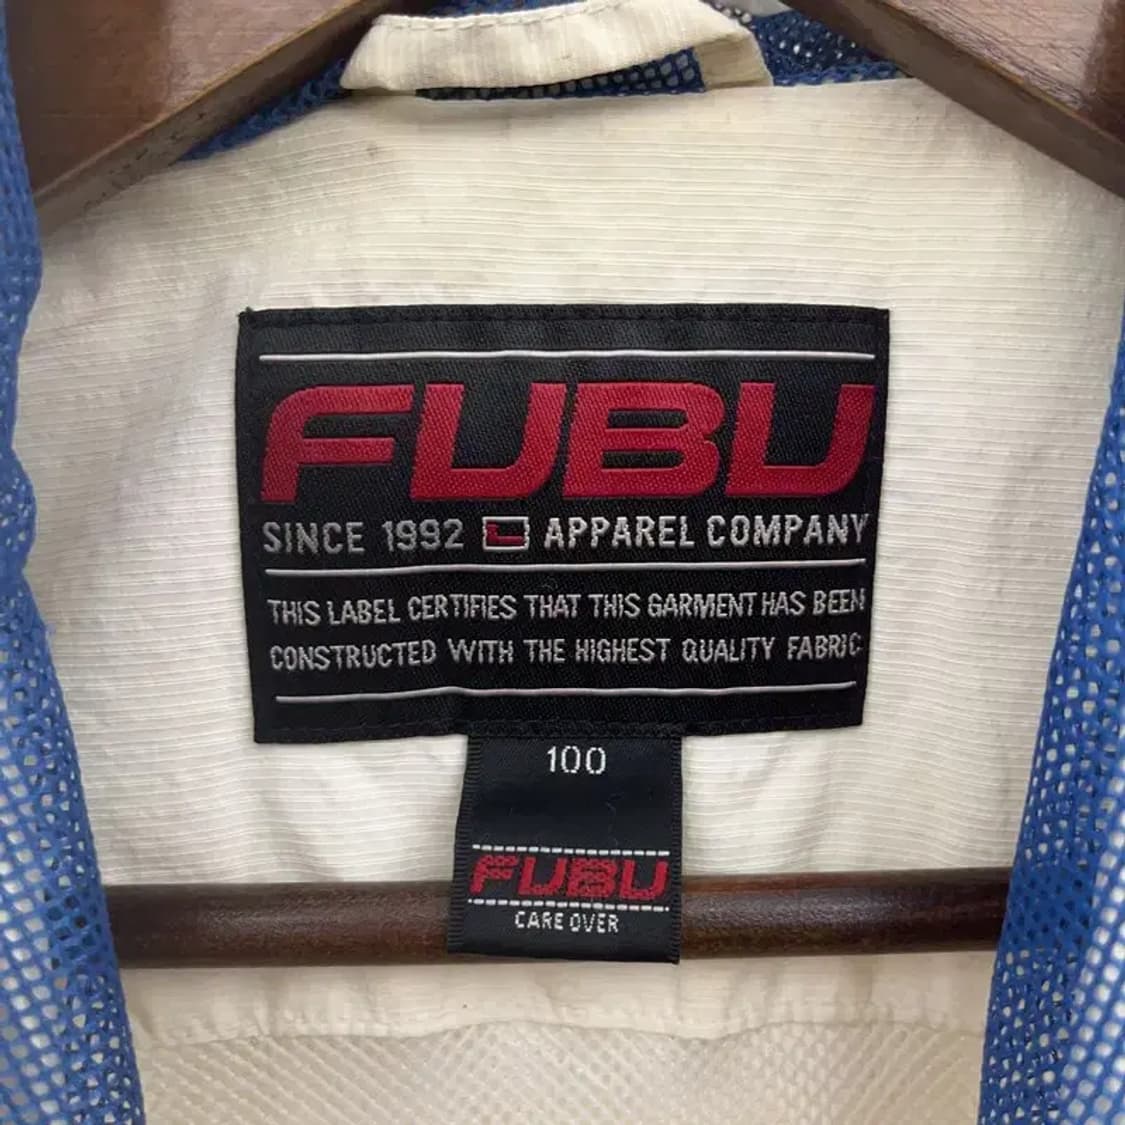 FUBU
SINCE 1992 APPAREL COMPANY
THIS LABEL CERTIFIES THAT THIS GARMENT HAS BEEN
CONSTRUCTED WITH THE HIGHEST QUALITY FABRIC.
100
FUBU
CARE OVER